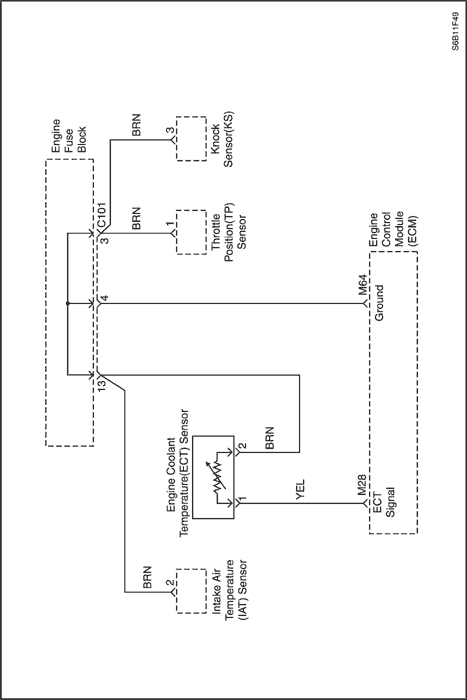 S6B11F49
Engine
Fuse
Block
C101
13
4
3
BRN
3
Knock
Sensor(KS)
BRN
1
Throttle
Position(TP)
Sensor
Engine Coolant
Temperature(ECT) Sensor
1
2
BRN
YEL
BRN
2
Intake Air
Temperature
(IAT) Sensor
M28
ECT
Signal
M64
Ground
Engine
Control
Module
(ECM)